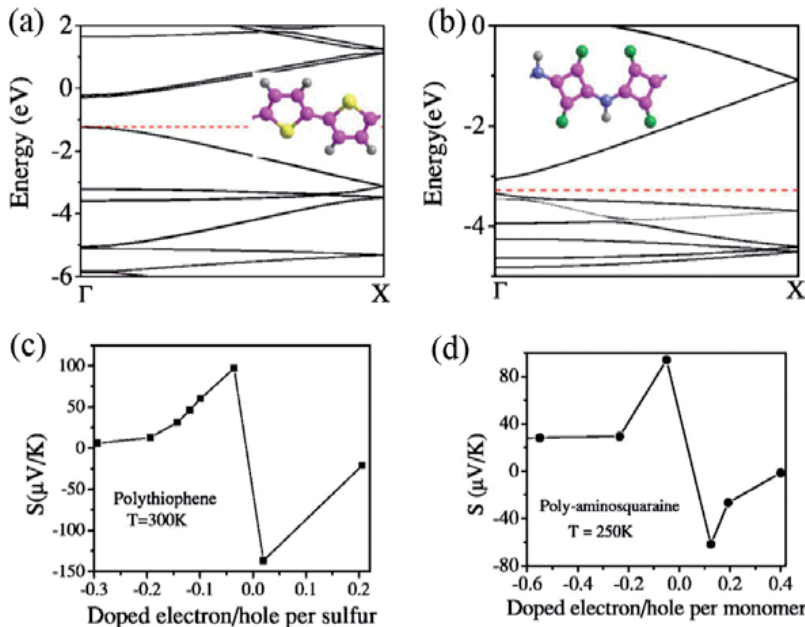 (a)
Energy (eV)
2
0
-2
-4
-6
Γ
X
(b)
Energy(eV)
0
-2
-4
Γ
X
(c)
S(μV/K)
100
50
0
-50
-100
-150
Polythiophene
T=300K
-0.3 -0.2 -0.1 0.0 0.1 0.2
Doped electron/hole per sulfur
(d)
S (μV/K)
80
40
0
-40
-80
Poly-aminosquaraine
T = 250K
-0.6 -0.4 -0.2 0.0 0.2 0.4
Doped electron/hole per monomer